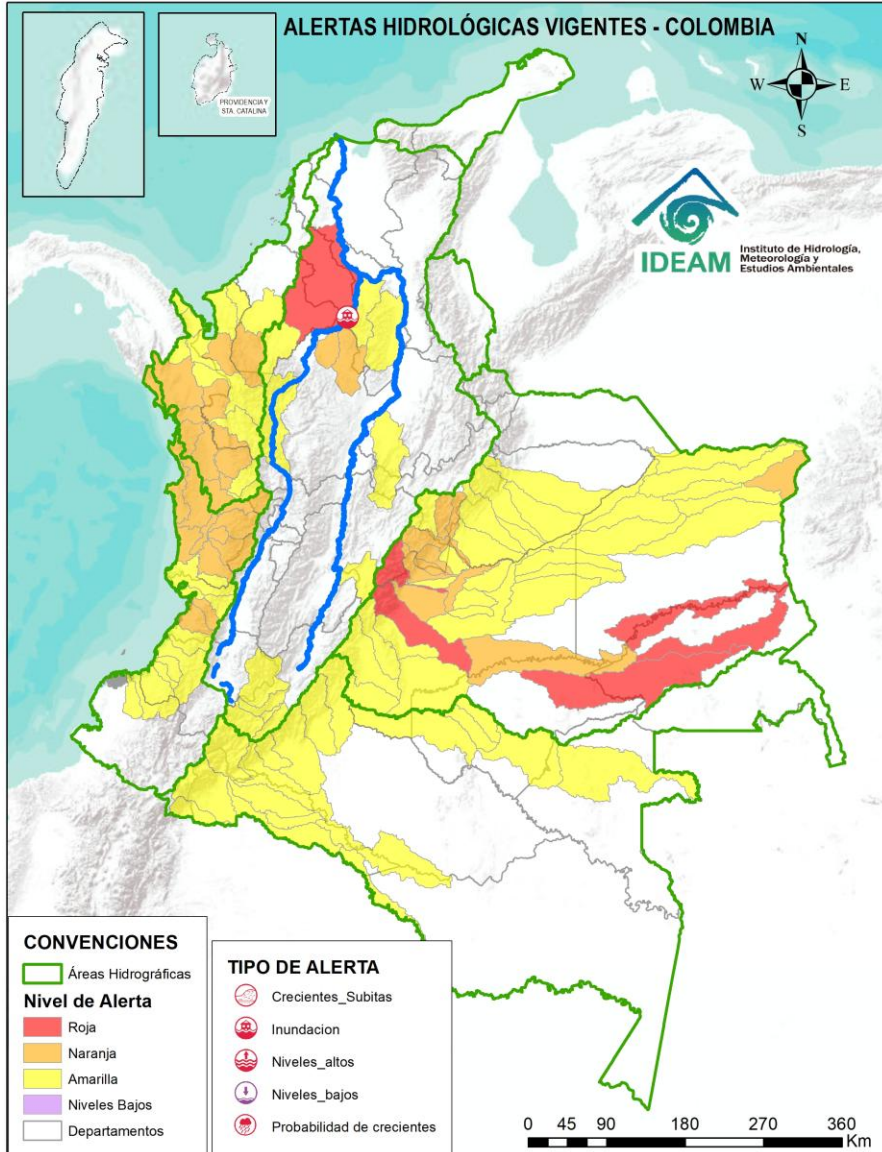 ALERTAS HIDROLÓGICAS VIGENTES - COLOMBIA
PROVIDENCIA Y
STA. CATALINA
N
W
E
S
IDEAM
Instituto de Hidrología,
Meteorología y
Estudios Ambientales
CONVENCIONES
Áreas Hidrográficas
Nivel de Alerta
Roja
Naranja
Amarilla
Niveles Bajos
Departamentos
TIPO DE ALERTA
Crecientes_Subitas
Inundacion
Niveles_altos
Niveles_bajos
Probabilidad de crecientes
0 45 90 180 270 360
Km